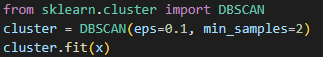 from sklearn.cluster import DBSCAN
cluster = DBSCAN(eps=0.1, min_samples=2)
cluster.fit(x)